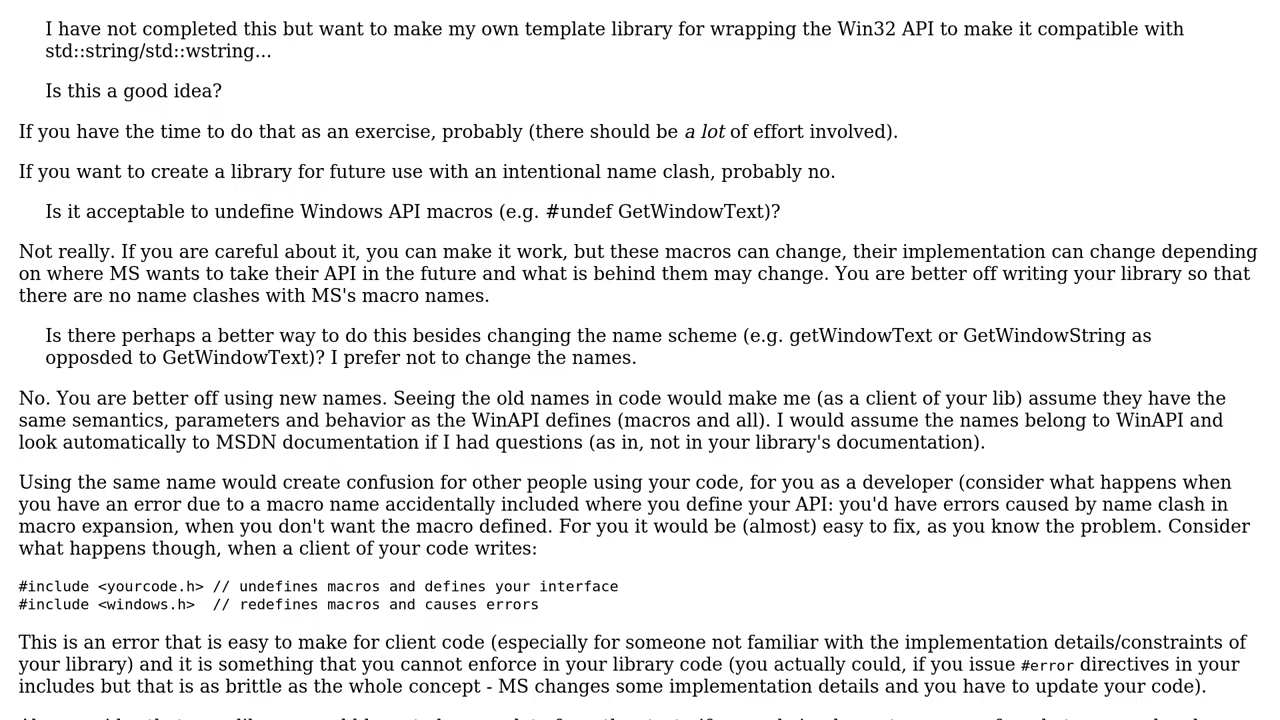 I have not completed this but want to make my own template library for wrapping the Win32 API to make it compatible with
std::string/std::wstring...
Is this a good idea?
If you have the time to do that as an exercise, probably (there should be a lot of effort involved).
If you want to create a library for future use with an intentional name clash, probably no.
Is it acceptable to undefine Windows API macros (e.g. #undef GetWindowText)?
Not really. If you are careful about it, you can make it work, but these macros can change, their implementation can change depending
on where MS wants to take their API in the future and what is behind them may change. You are better off writing your library so that
there are no name clashes with MS's macro names.
Is there perhaps a better way to do this besides changing the name scheme (e.g. getWindowText or GetWindowString as
opposded to GetWindowText)? I prefer not to change the names.
No. You are better off using new names. Seeing the old names in code would make me (as a client of your lib) assume they have the
same semantics, parameters and behavior as the WinAPI defines (macros and all). I would assume the names belong to WinAPI and
look automatically to MSDN documentation if I had questions (as in, not in your library's documentation).
Using the same name would create confusion for other people using your code, for you as a developer (consider what happens when
you have an error due to a macro name accidentally included where you define your API: you'd have errors caused by name clash in
macro expansion, when you don't want the macro defined. For you it would be (almost) easy to fix, as you know the problem. Consider
what happens though, when a client of your code writes:
#include <yourcode.h> // undefines macros and defines your interface
#include <windows.h>  // redefines macros and causes errors
This is an error that is easy to make for client code (especially for someone not familiar with the implementation details/constraints of
your library) and it is something that you cannot enforce in your library code (you actually could, if you issue #error directives in your
includes but that is as brittle as the whole concept - MS changes some implementation details and you have to update your code).